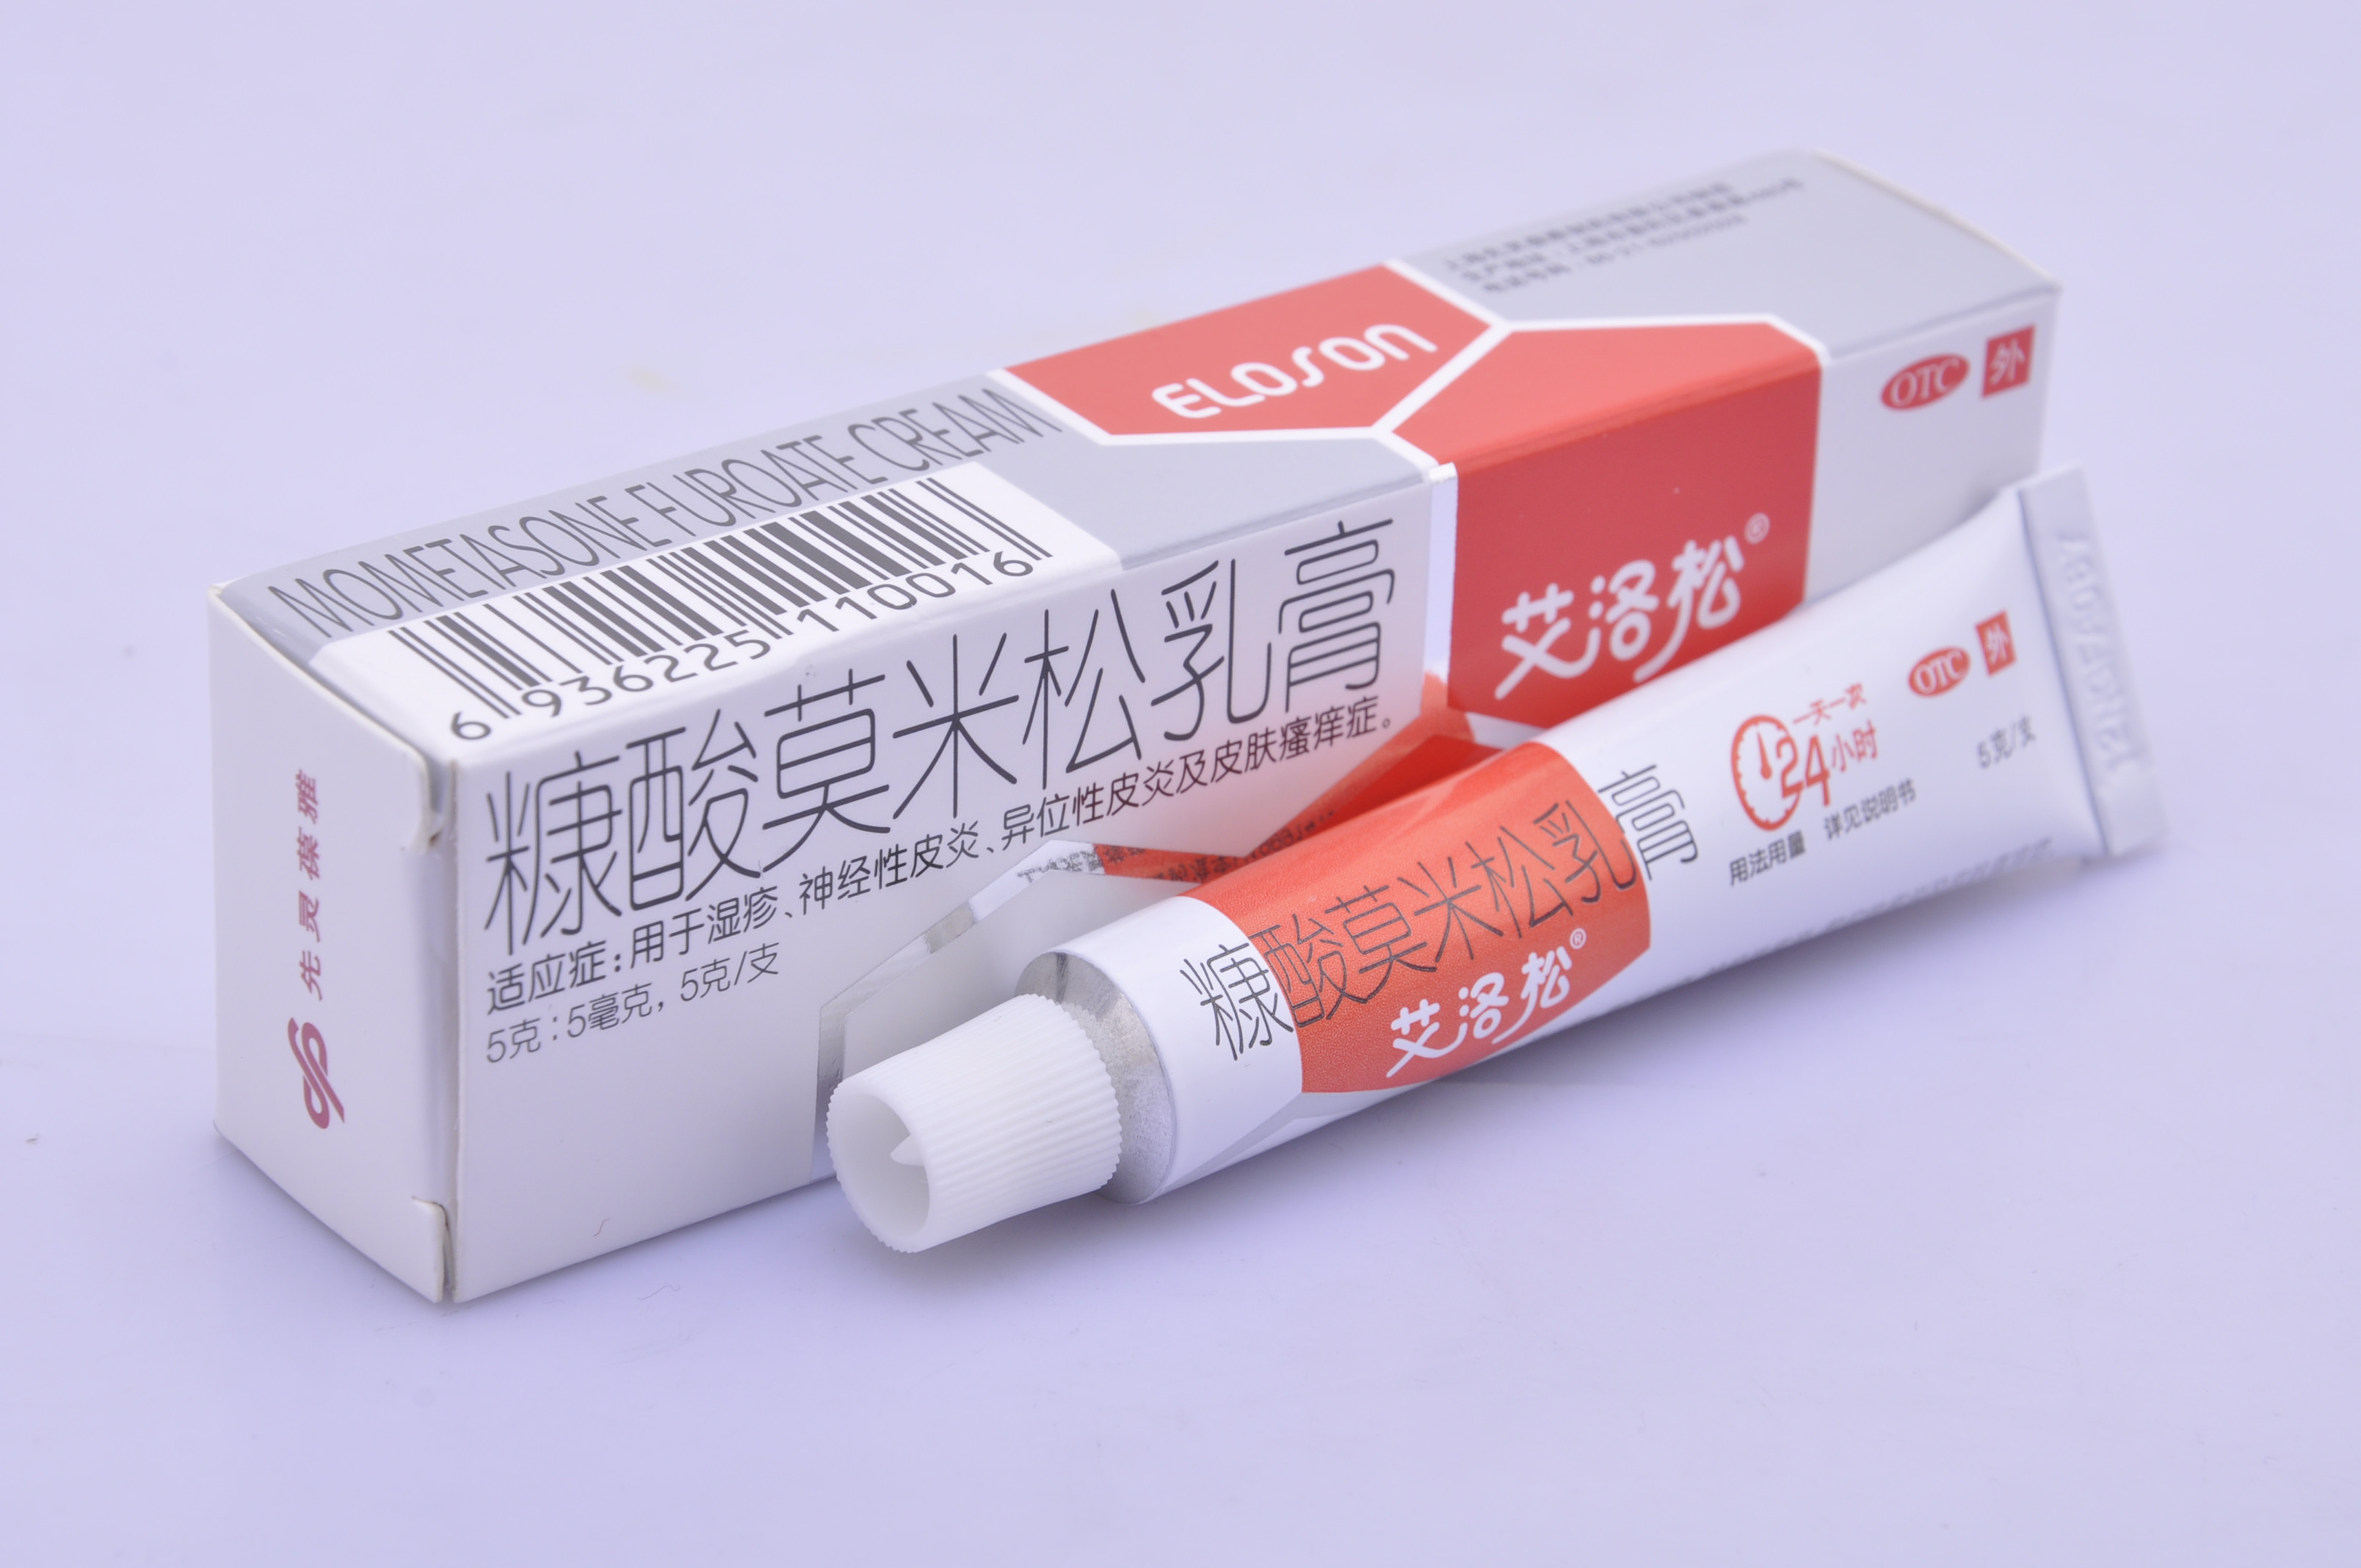 MOMETASONE FUROATE CREAM
6 936225 110016
ELOSON
OTC 外
艾洛松®
糠酸莫米松乳膏
适应症:用于湿疹、神经性皮炎、异位性皮炎及皮肤瘙痒症。
5克:5毫克, 5克/支
先灵葆雅
糠酸莫米松乳膏
艾洛松®
一天一次
24小时
用法用量 详见说明书
OTC 外
5克/支